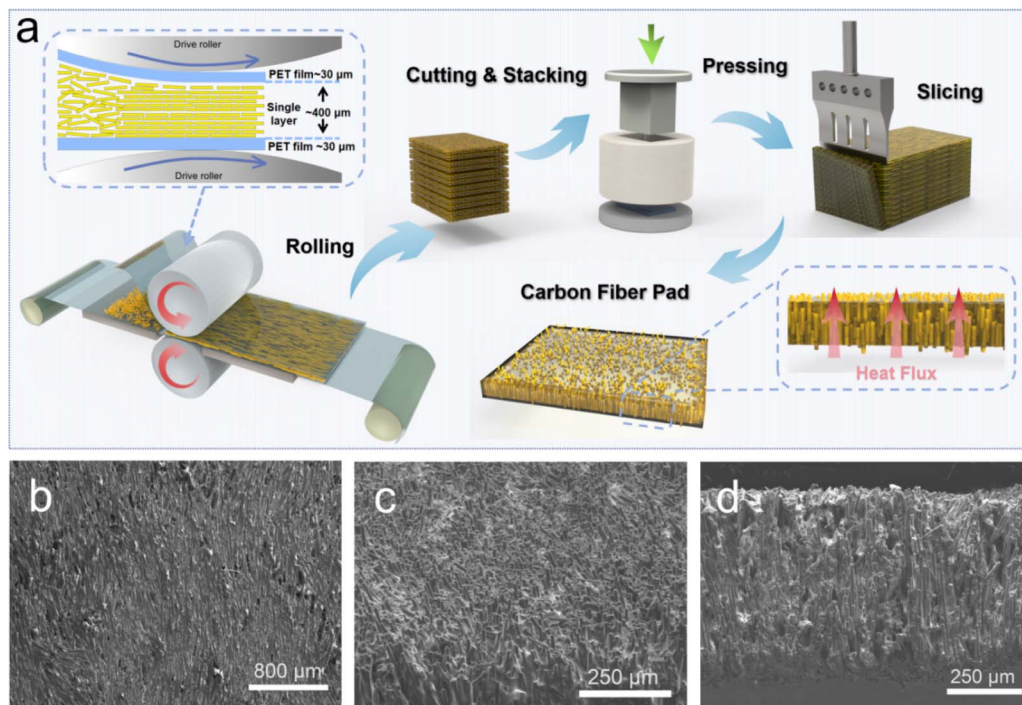 a
Drive roller
PET film~30 μm
Single
layer
~400 μm
PET film ~30 μm
Drive roller
Rolling
Cutting & Stacking
Pressing
Slicing
Carbon Fiber Pad
Heat Flux
b
800 μm
c
250 μm
d
250 μm